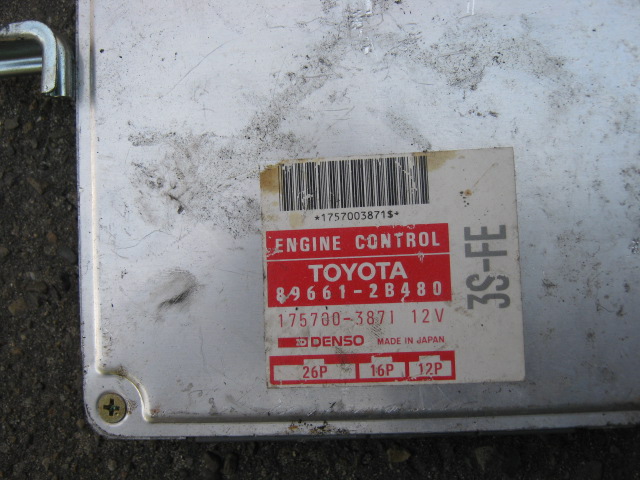 *1757003871$*
ENGINE CONTROL
TOYOTA
89661-2B480
175700-3871 12V
DENSO MADE IN JAPAN
26P 16P 12P
3S-FE